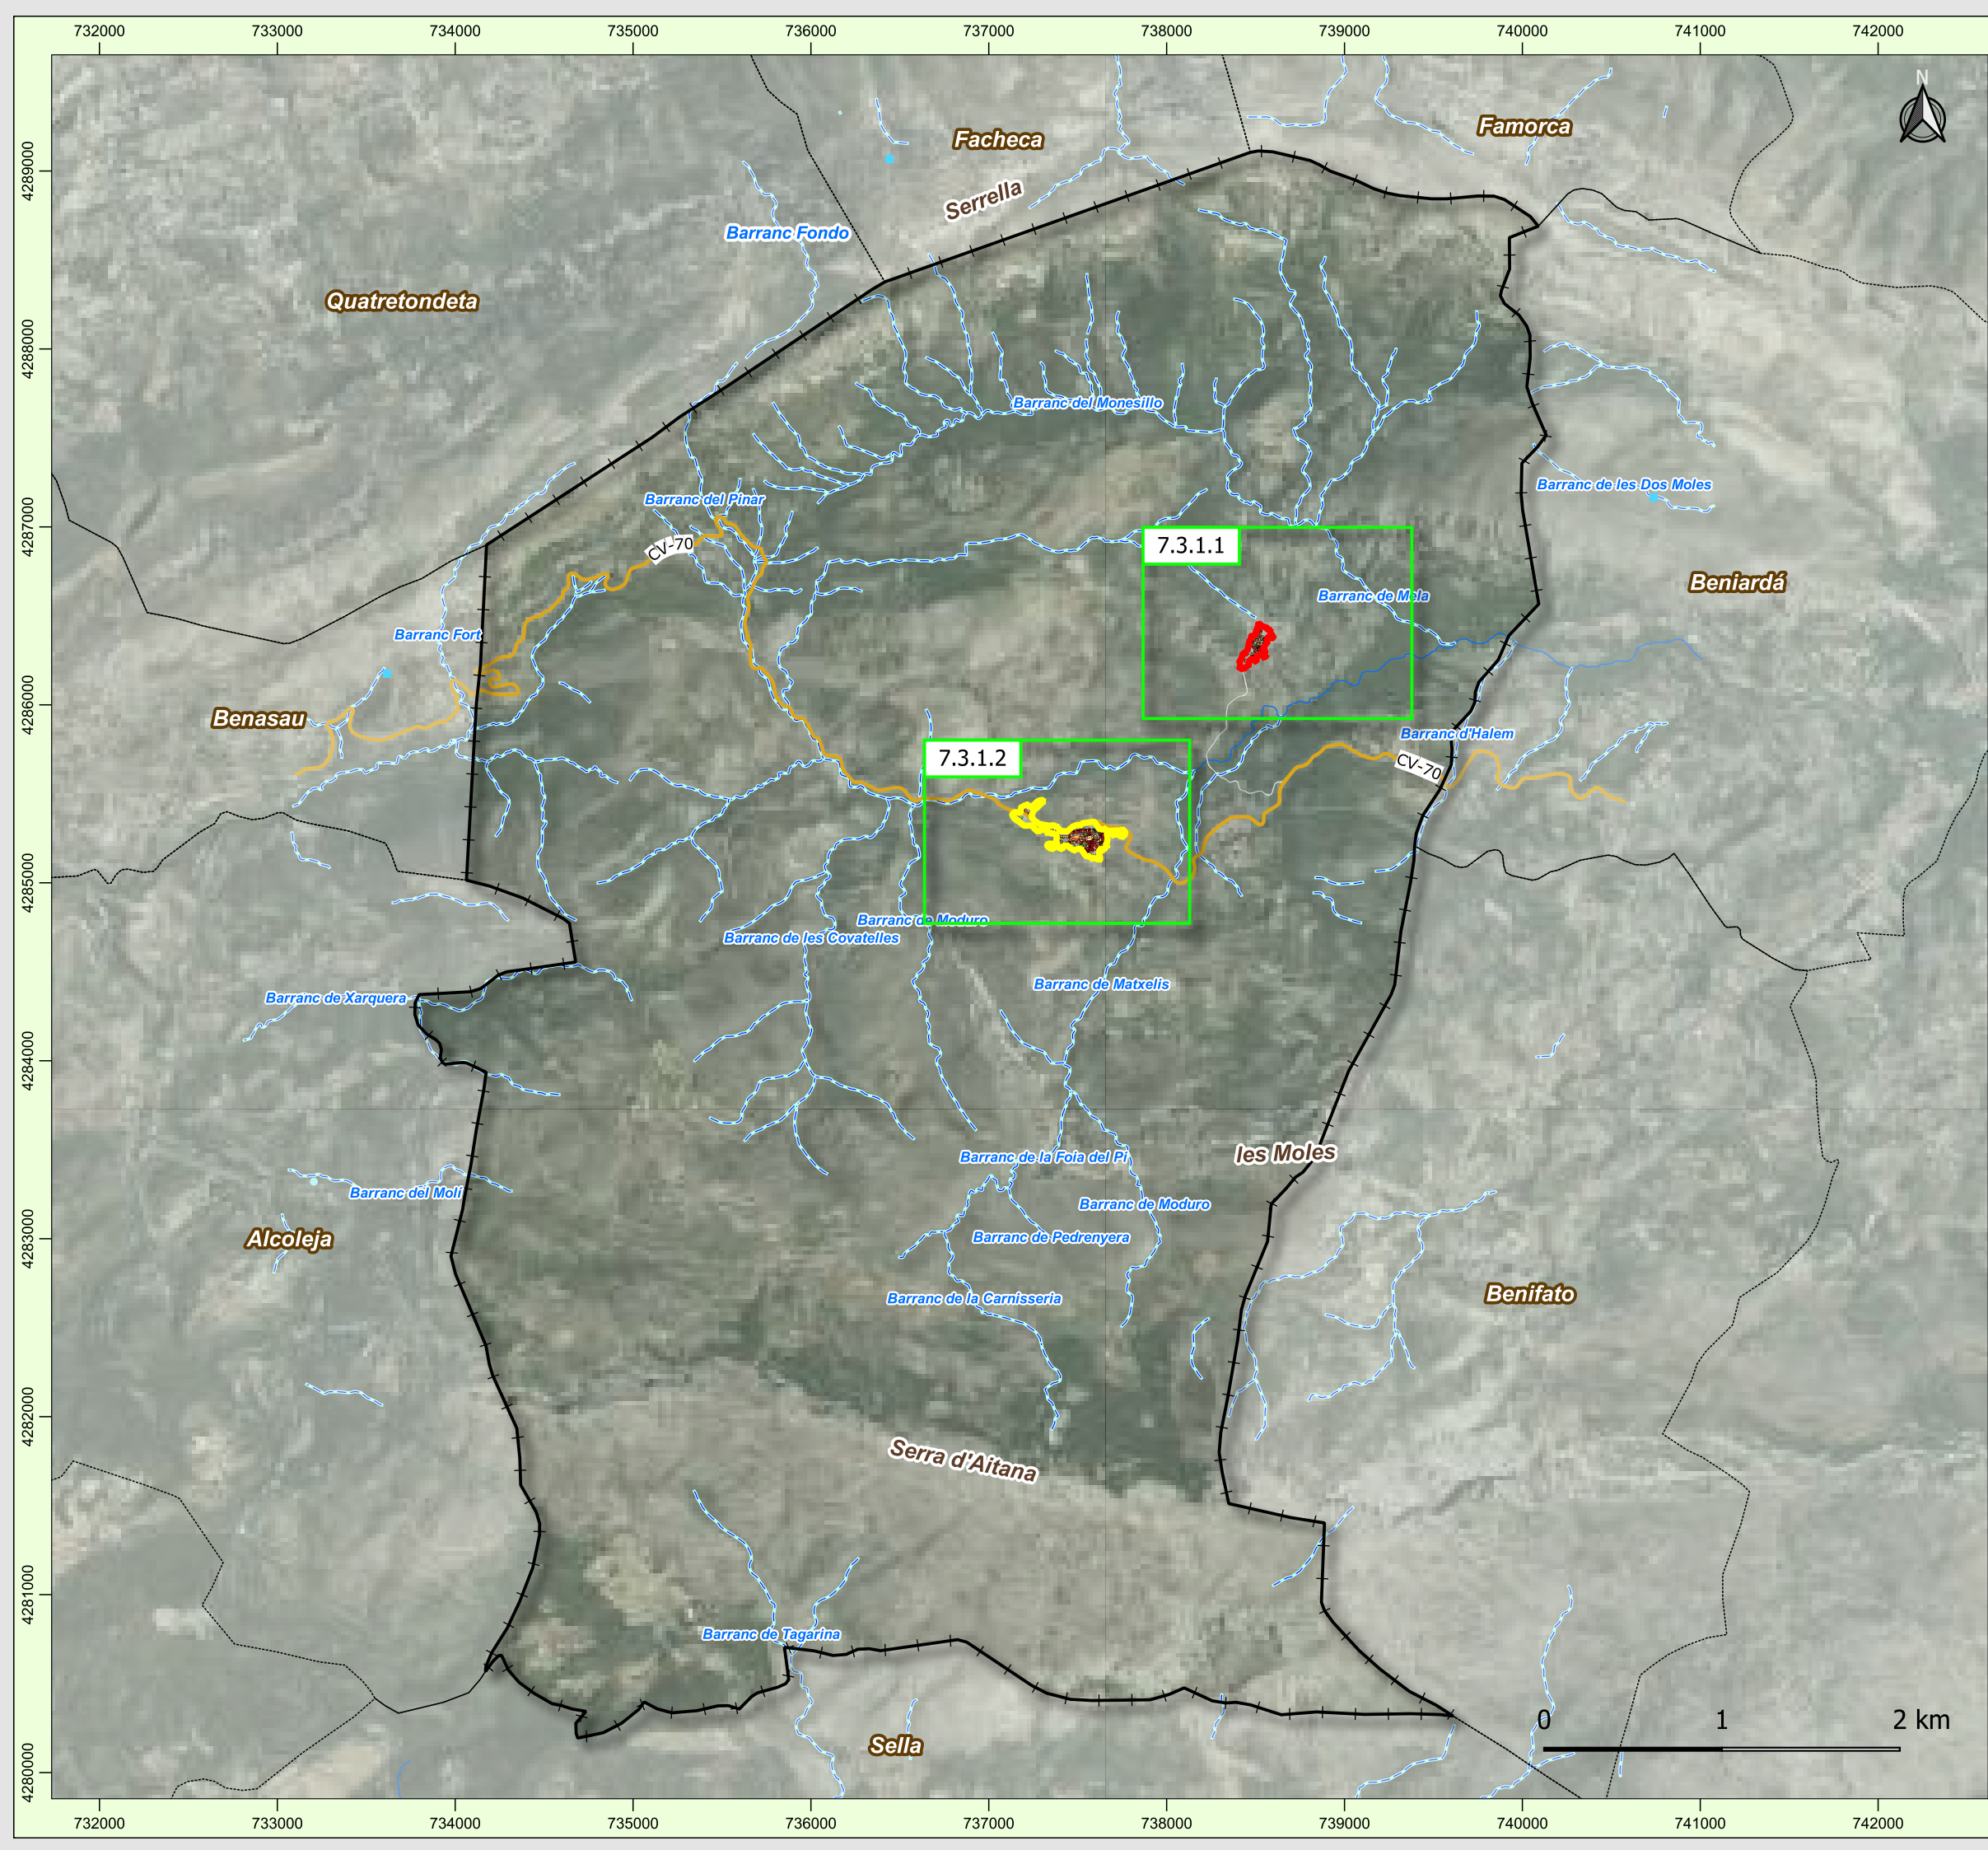 732000 733000 734000 735000 736000 737000 738000 739000 740000 741000 742000
N
Facheca
Famorca
4289000
Serrella
Barranc Fondo
Quatretondeta
4288000
Barranc del Monesillo
Barranc de les Dos Moles
Barranc del Pinar
4287000
CV-70
7.3.1.1
Beniardá
Barranc de Mela
Barranc Fort
4286000
Benasau
Barranc d'Halem
7.3.1.2
CV-70
4285000
Barranc de Moduro
Barranc de les Covatelles
Barranc de Matxelis
Barranc de Xarquera
4284000
les Moles
Barranc de la Foia del Pi
Barranc del Molí
Barranc de Moduro
4283000
Barranc de Pedrenyera
Alcoleja
Benifato
Barranc de la Carnisseria
4282000
Serra d'Aitana
4281000
Barranc de Tagarina
0 1 2 km
Sella
4280000
732000 733000 734000 735000 736000 737000 738000 739000 740000 741000 742000